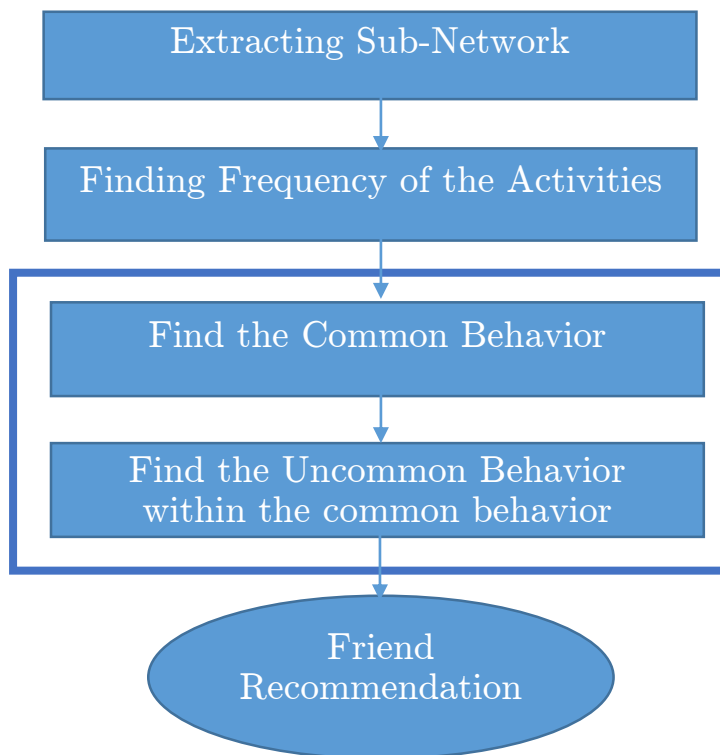 Extracting Sub-Network
Finding Frequency of the Activities
Find the Common Behavior
Find the Uncommon Behavior
within the common behavior
Friend
Recommendation